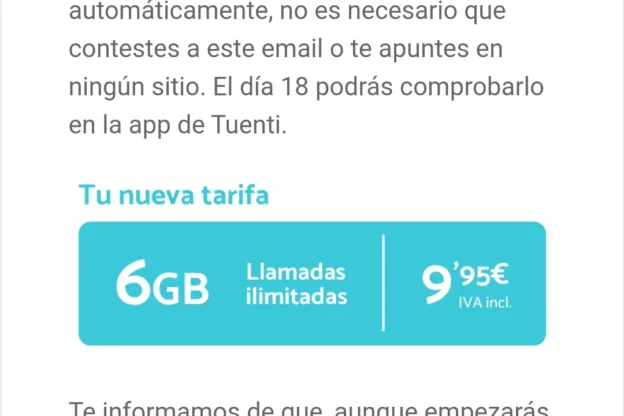 automáticamente, no es necesario que
contestes a este email o te apuntes en
ningún sitio. El día 18 podrás comprobarlo
en la app de Tuenti.
Tu nueva tarifa
6GB
Llamadas
ilimitadas
9'95€
IVA incl.
Te informamos de que, aunque empezarás